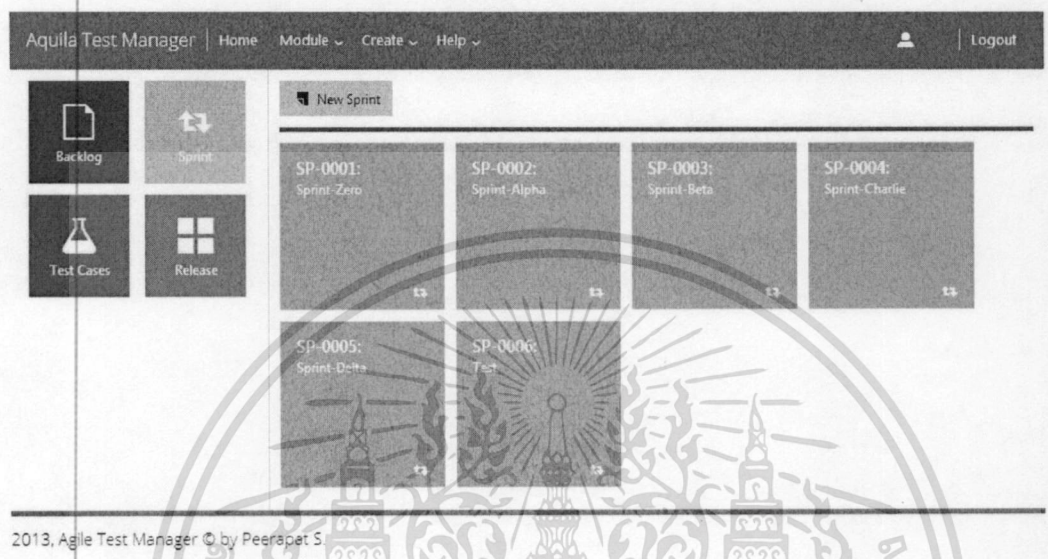 Aquila Test Manager Home Module Create Help Logout
Backlog
Sprint
Test Cases
Release
New Sprint
SP-0001:
Sprint-Zero
SP-0002:
Sprint-Alpha
SP-0003:
Sprint-Beta
SP-0004:
Sprint-Charlie
SP-0005:
Sprint-Delta
SP-0006:
Test
2013, Agile Test Manager © by Peerapat S.